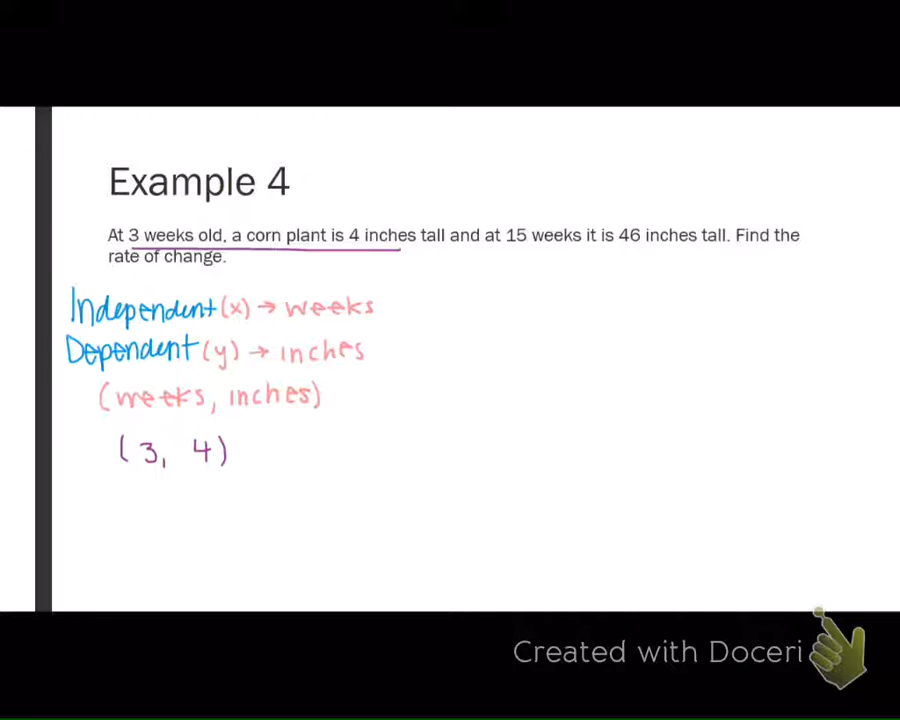 Example 4
At 3 weeks old, a corn plant is 4 inches tall and at 15 weeks it is 46 inches tall. Find the
rate of change.
Independent (x) → weeks
Dependent (y) → inches
(weeks, inches)
(3, 4)
Created with Doceri